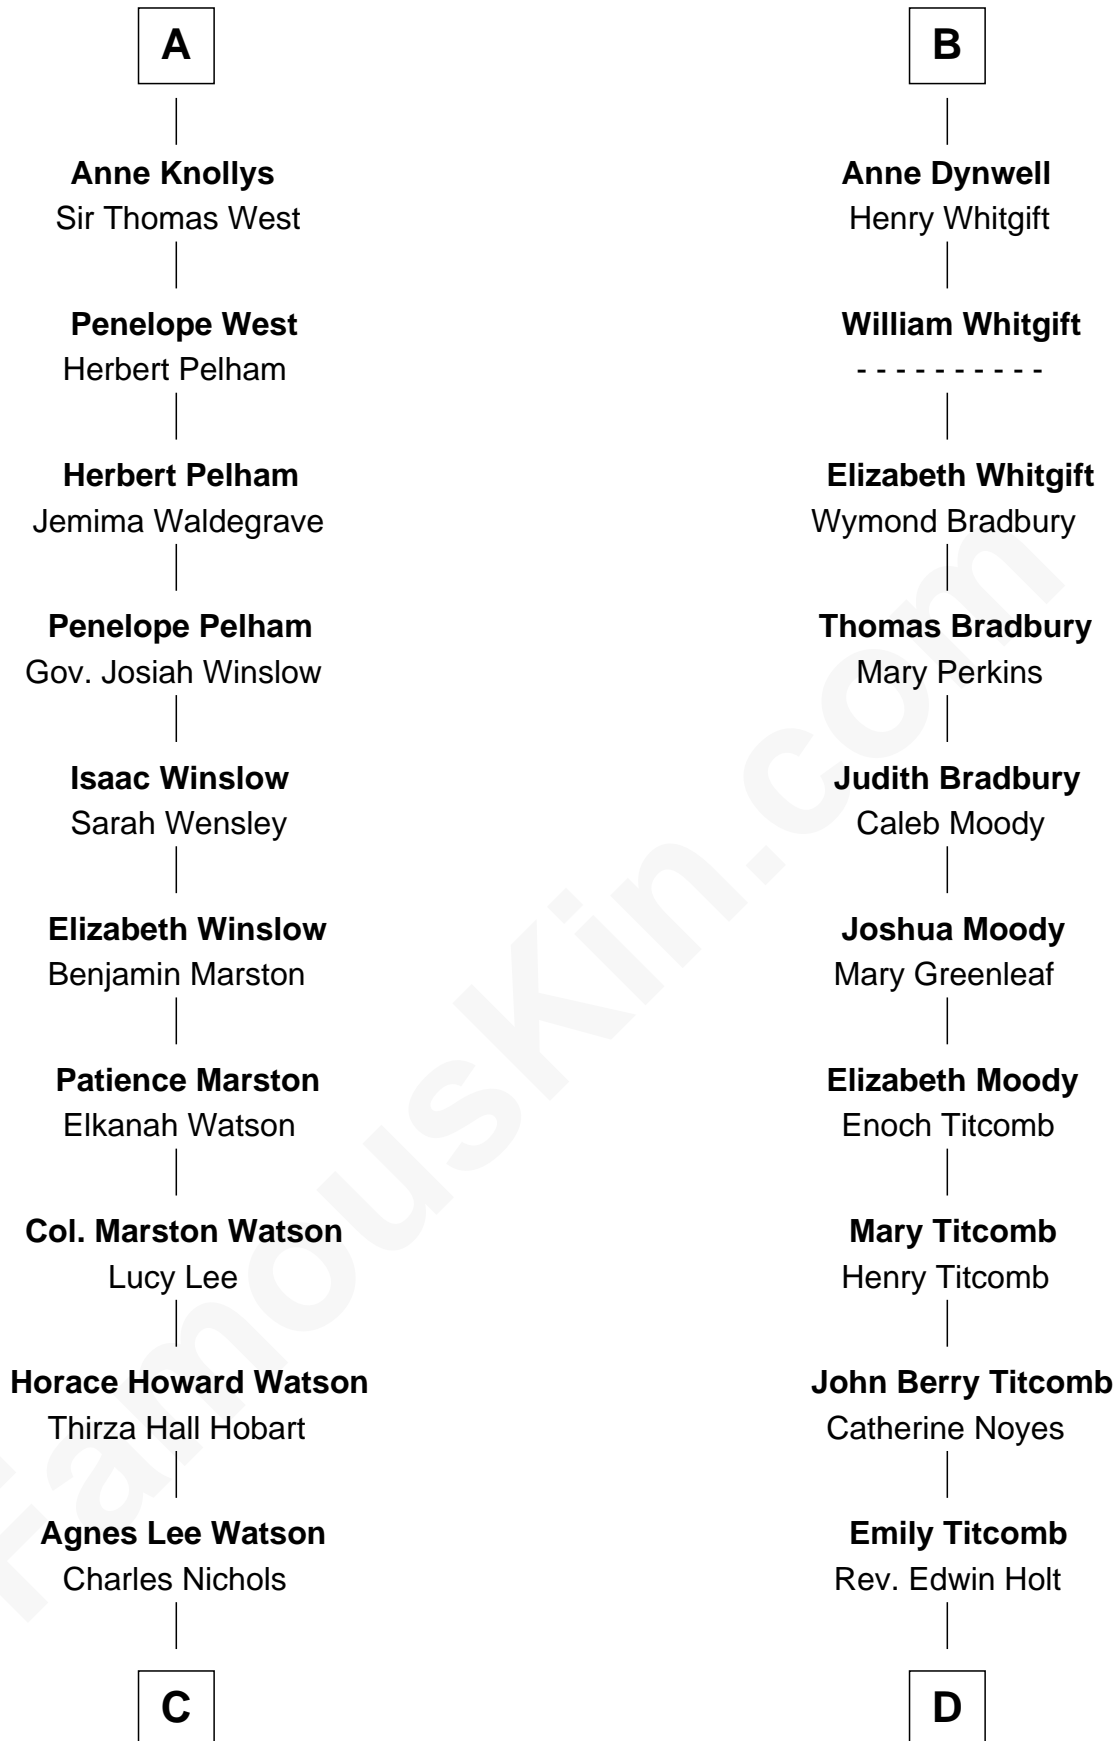 A
Anne Knollys
Sir Thomas West
Penelope West
Herbert Pelham
Herbert Pelham
Jemima Waldegrave
Penelope Pelham
Gov. Josiah Winslow
Isaac Winslow
Sarah Wensley
Elizabeth Winslow
Benjamin Marston
Patience Marston
Elkanah Watson
Col. Marston Watson
Lucy Lee
Horace Howard Watson
Thirza Hall Hobart
Agnes Lee Watson
Charles Nichols
C
B
Anne Dynwell
Henry Whitgift
William Whitgift
- - - - - - - - - -
Elizabeth Whitgift
Wymond Bradbury
Thomas Bradbury
Mary Perkins
Judith Bradbury
Caleb Moody
Joshua Moody
Mary Greenleaf
Elizabeth Moody
Enoch Titcomb
Mary Titcomb
Henry Titcomb
John Berry Titcomb
Catherine Noyes
Emily Titcomb
Rev. Edwin Holt
D
FamousKin.com